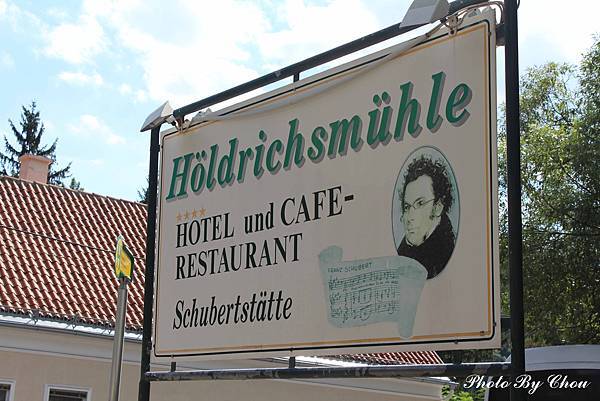 Höldrichsmühle
HOTEL und CAFE-
RESTAURANT
Schubertstätte
FRANZ SCHUBERT
Photo By Chou